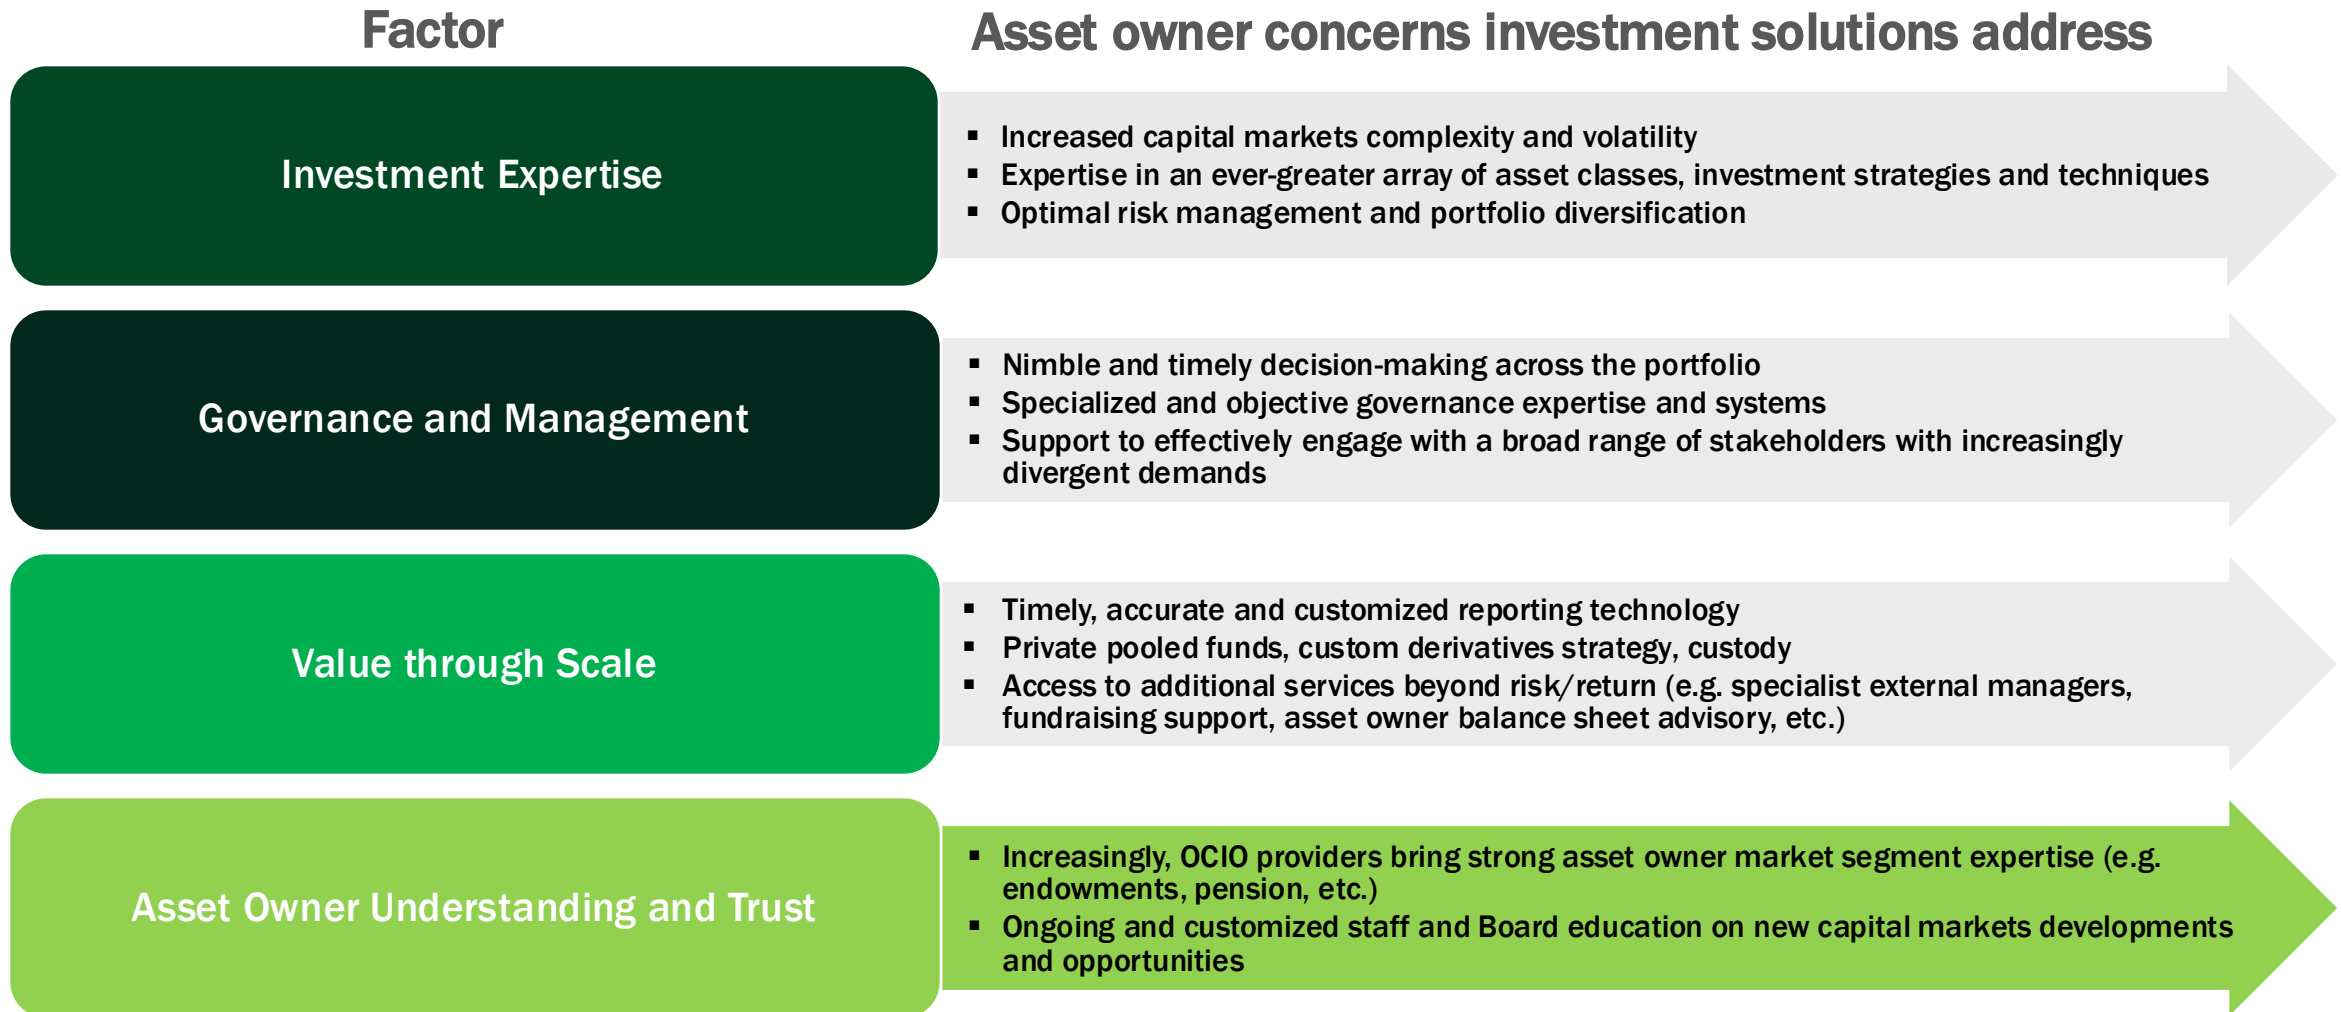 Factor
Asset owner concerns investment solutions address
Investment Expertise
▪ Increased capital markets complexity and volatility
▪ Expertise in an ever-greater array of asset classes, investment strategies and techniques
▪ Optimal risk management and portfolio diversification
Governance and Management
▪ Nimble and timely decision-making across the portfolio
▪ Specialized and objective governance expertise and systems
▪ Support to effectively engage with a broad range of stakeholders with increasingly
divergent demands
Value through Scale
▪ Timely, accurate and customized reporting technology
▪ Private pooled funds, custom derivatives strategy, custody
▪ Access to additional services beyond risk/return (e.g. specialist external managers,
fundraising support, asset owner balance sheet advisory, etc.)
Asset Owner Understanding and Trust
▪ Increasingly, OCIO providers bring strong asset owner market segment expertise (e.g.
endowments, pension, etc.)
▪ Ongoing and customized staff and Board education on new capital markets developments
and opportunities